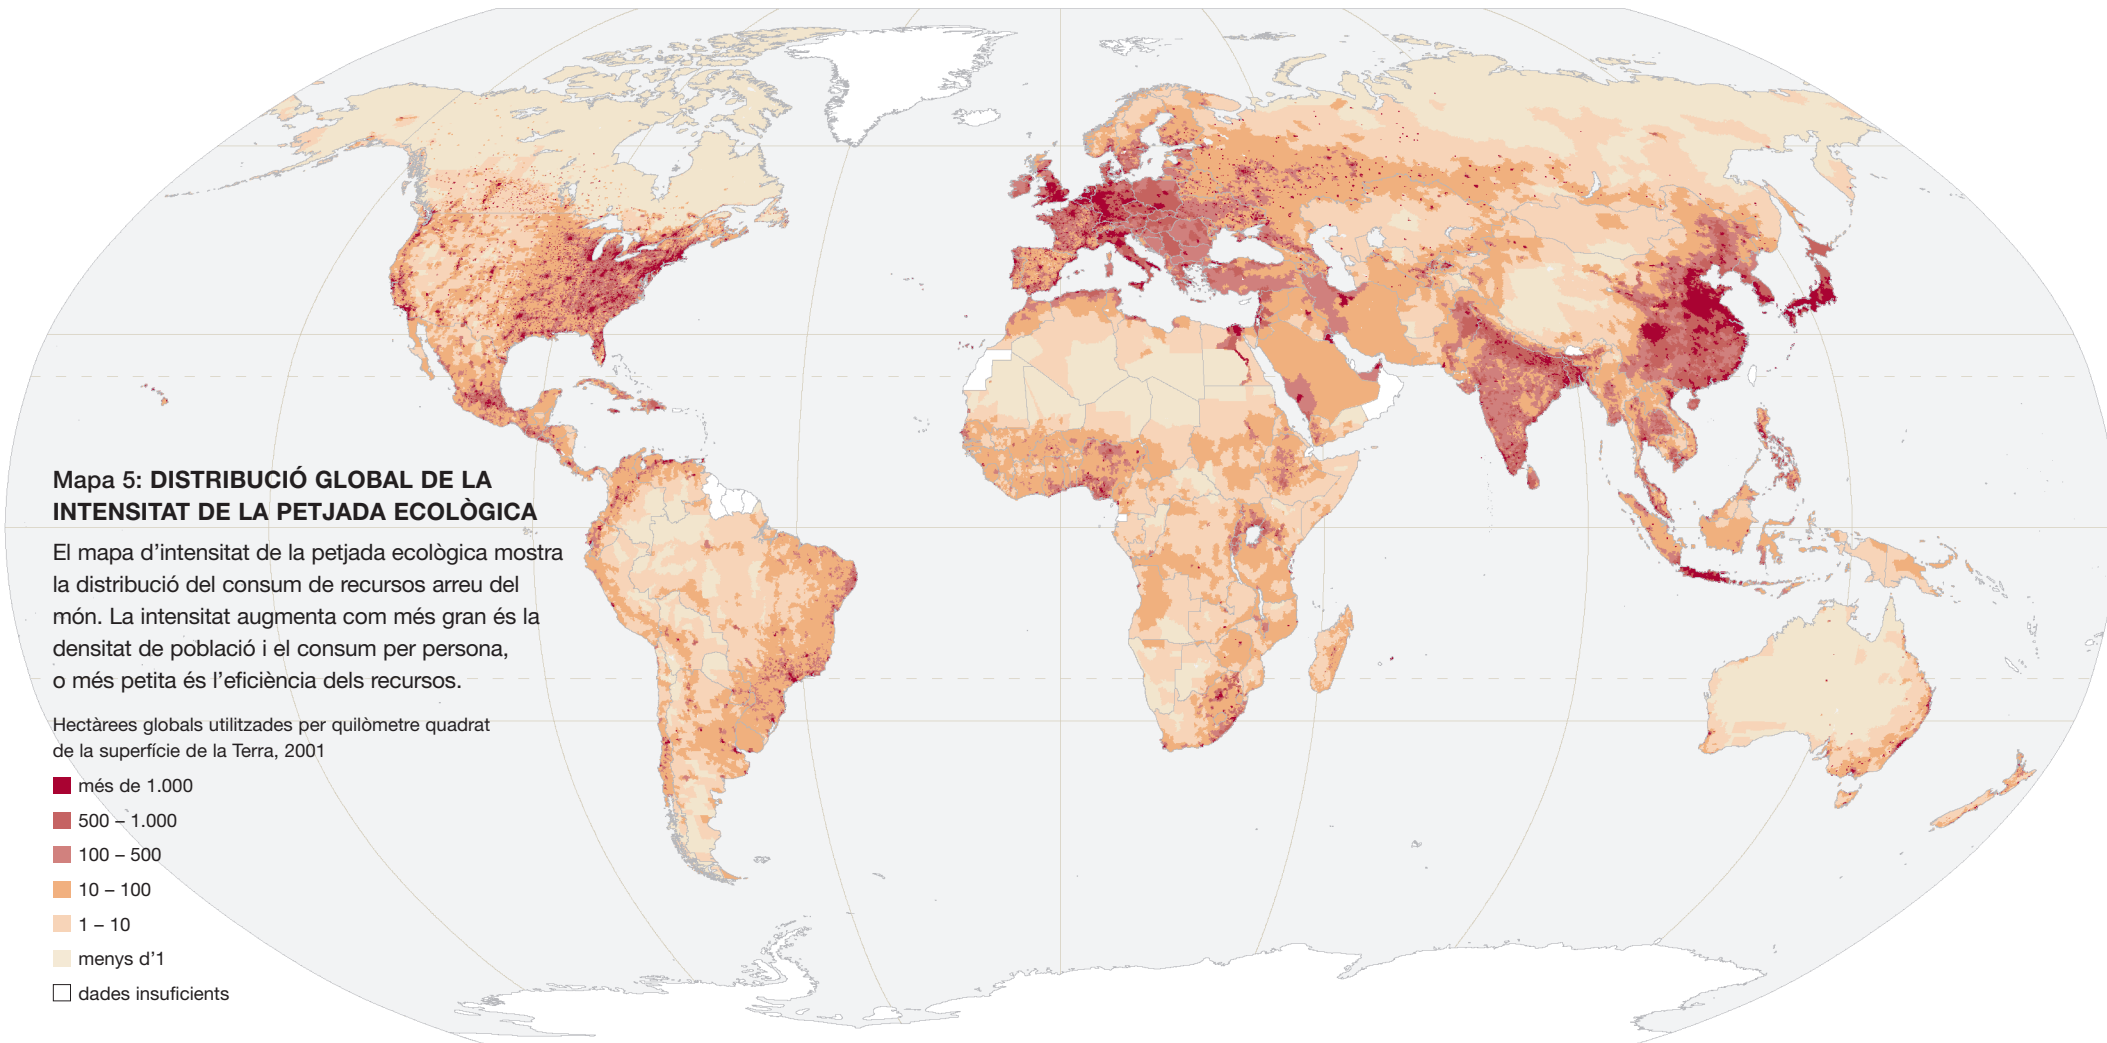 Mapa 5: DISTRIBUCIÓ GLOBAL DE LA
INTENSITAT DE LA PETJADA ECOLÒGICA
El mapa d’intensitat de la petjada ecològica mostra
la distribució del consum de recursos arreu del
món. La intensitat augmenta com més gran és la
densitat de població i el consum per persona,
o més petita és l’eficiència dels recursos.
Hectàrees globals utilitzades per quilòmetre quadrat
de la superfície de la Terra, 2001
més de 1.000
500 – 1.000
100 – 500
10 – 100
1 – 10
menys d’1
dades insuficients